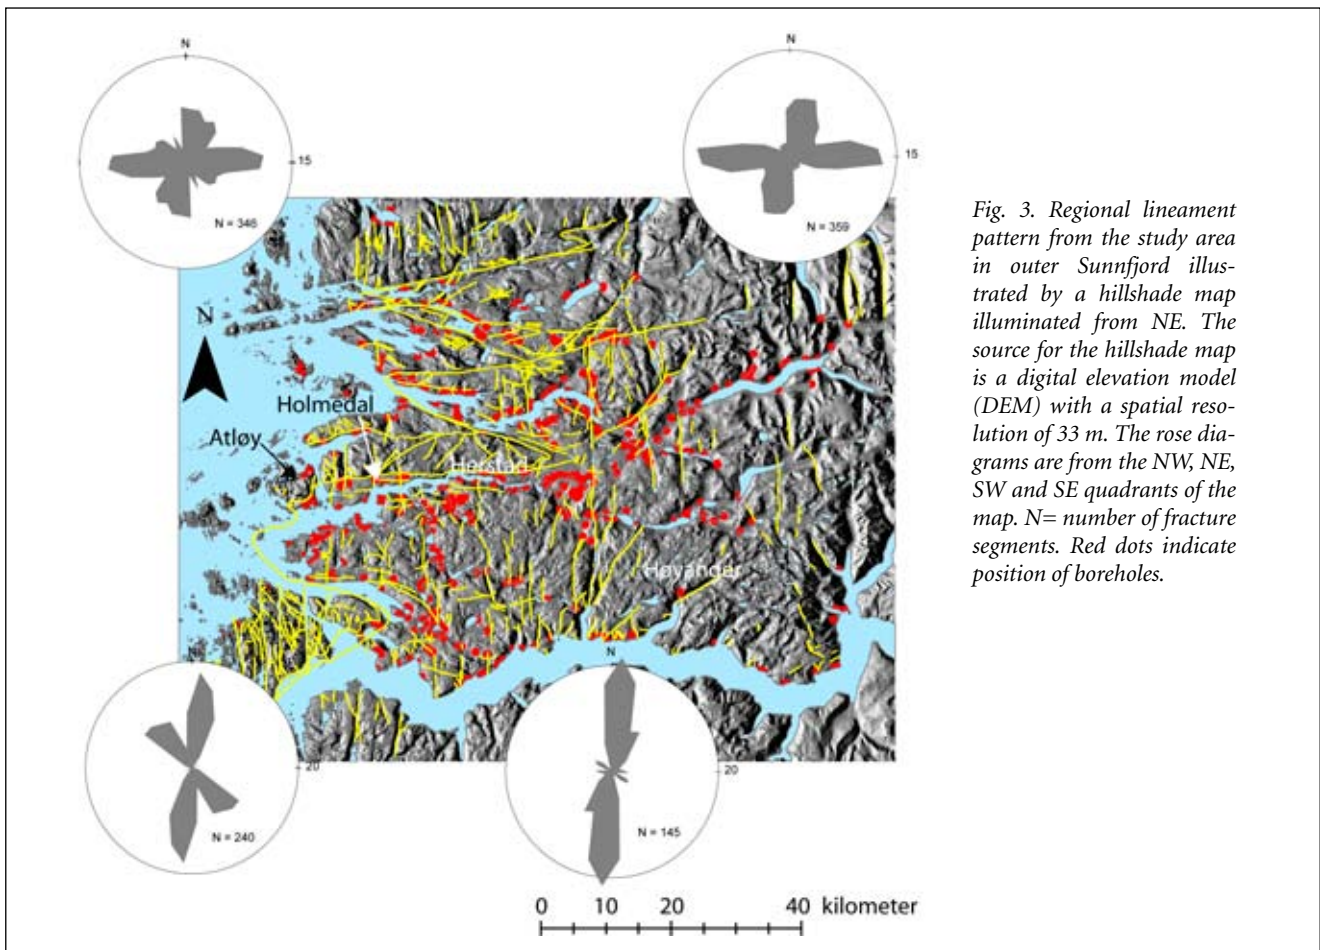 N
N
15
15
N = 346
N = 359
N
Holmedal
Atløy
Herstad
Høyanger
N
N
20
20
N = 240
N = 145
0 10 20 40 kilometer
Fig. 3. Regional lineament
pattern from the study area
in outer Sunnfjord illus-
trated by a hillshade map
illuminated from NE. The
source for the hillshade map
is a digital elevation model
(DEM) with a spatial reso-
lution of 33 m. The rose dia-
grams are from the NW, NE,
SW and SE quadrants of the
map. N= number of fracture
segments. Red dots indicate
position of boreholes.